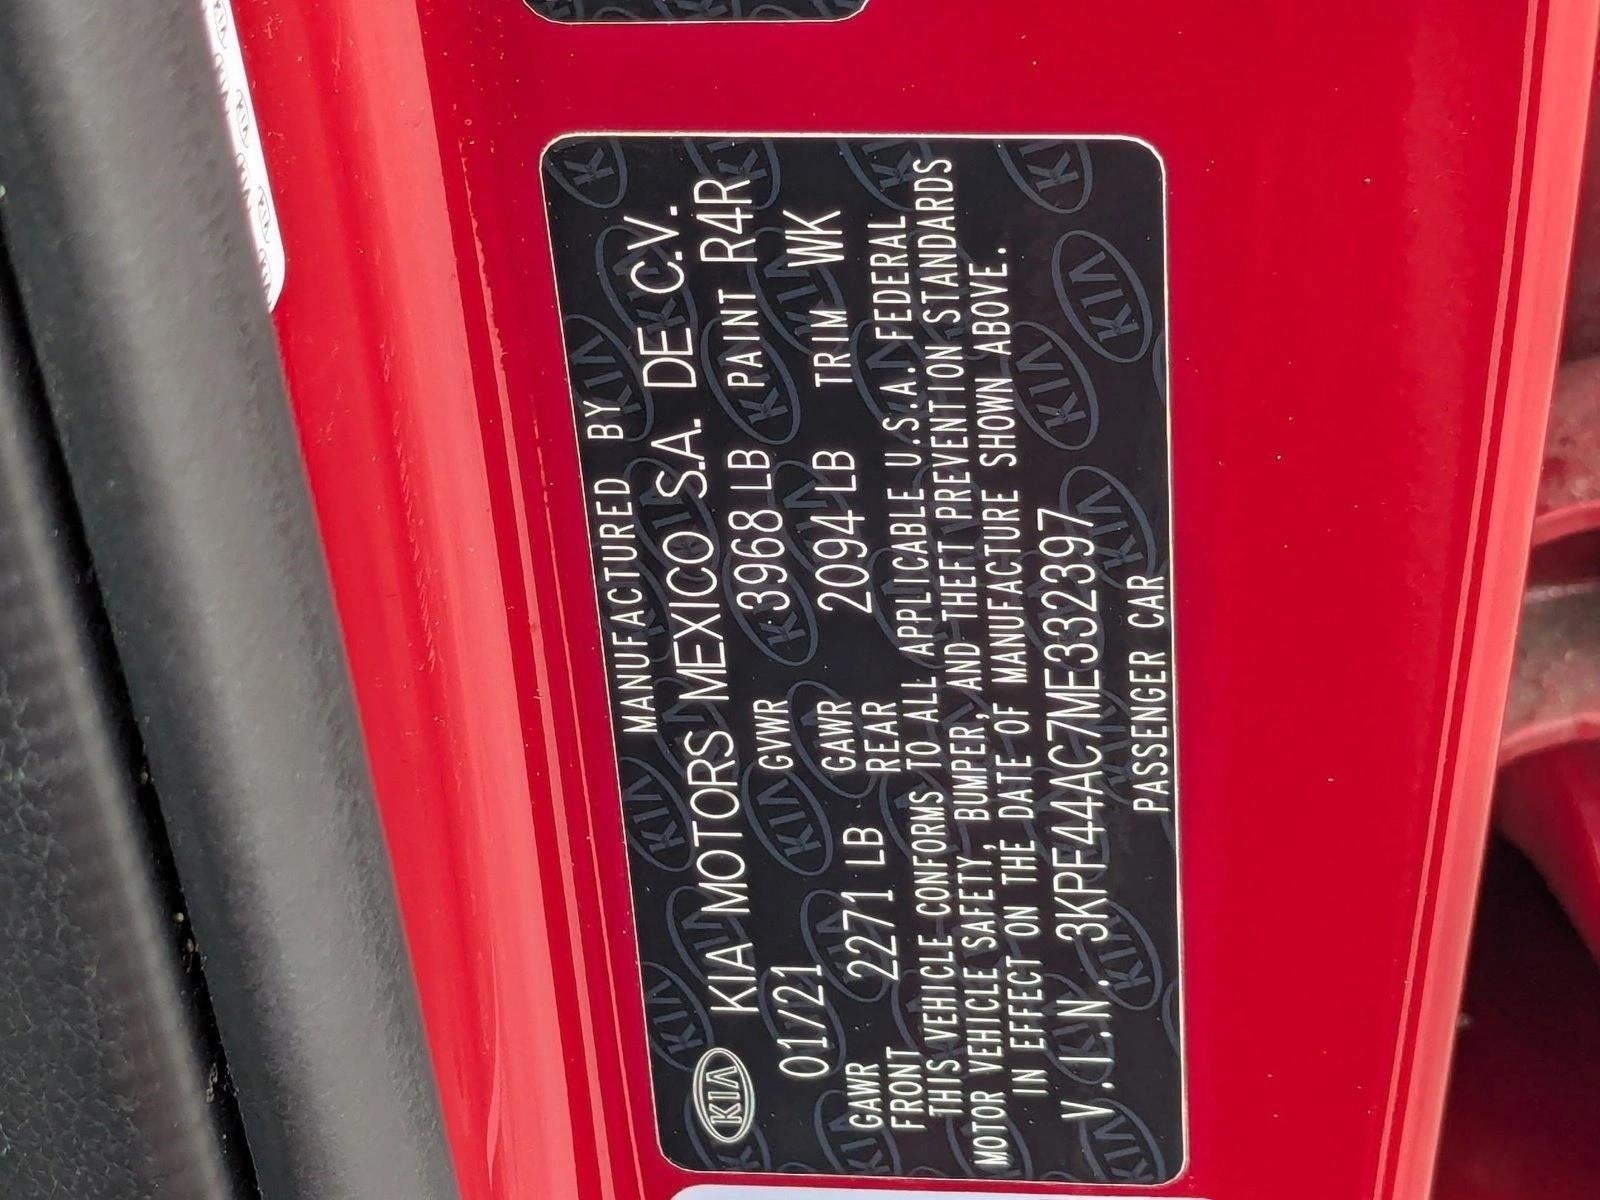 MANUFACTURED BY
KIA KIA MOTORS MEXICO S.A. DE C.V.
01/21 GVWR 3968 LB PAINT R4R
GAWR FRONT 2271 LB GAWR REAR 2094 LB TRIM WK
THIS VEHICLE CONFORMS TO ALL APPLICABLE U.S.A. FEDERAL
MOTOR VEHICLE SAFETY, BUMPER, AND THEFT PREVENTION STANDARDS
IN EFFECT ON THE DATE OF MANUFACTURE SHOWN ABOVE.
V.I.N. 3KPF44AC7ME332397
PASSENGER CAR